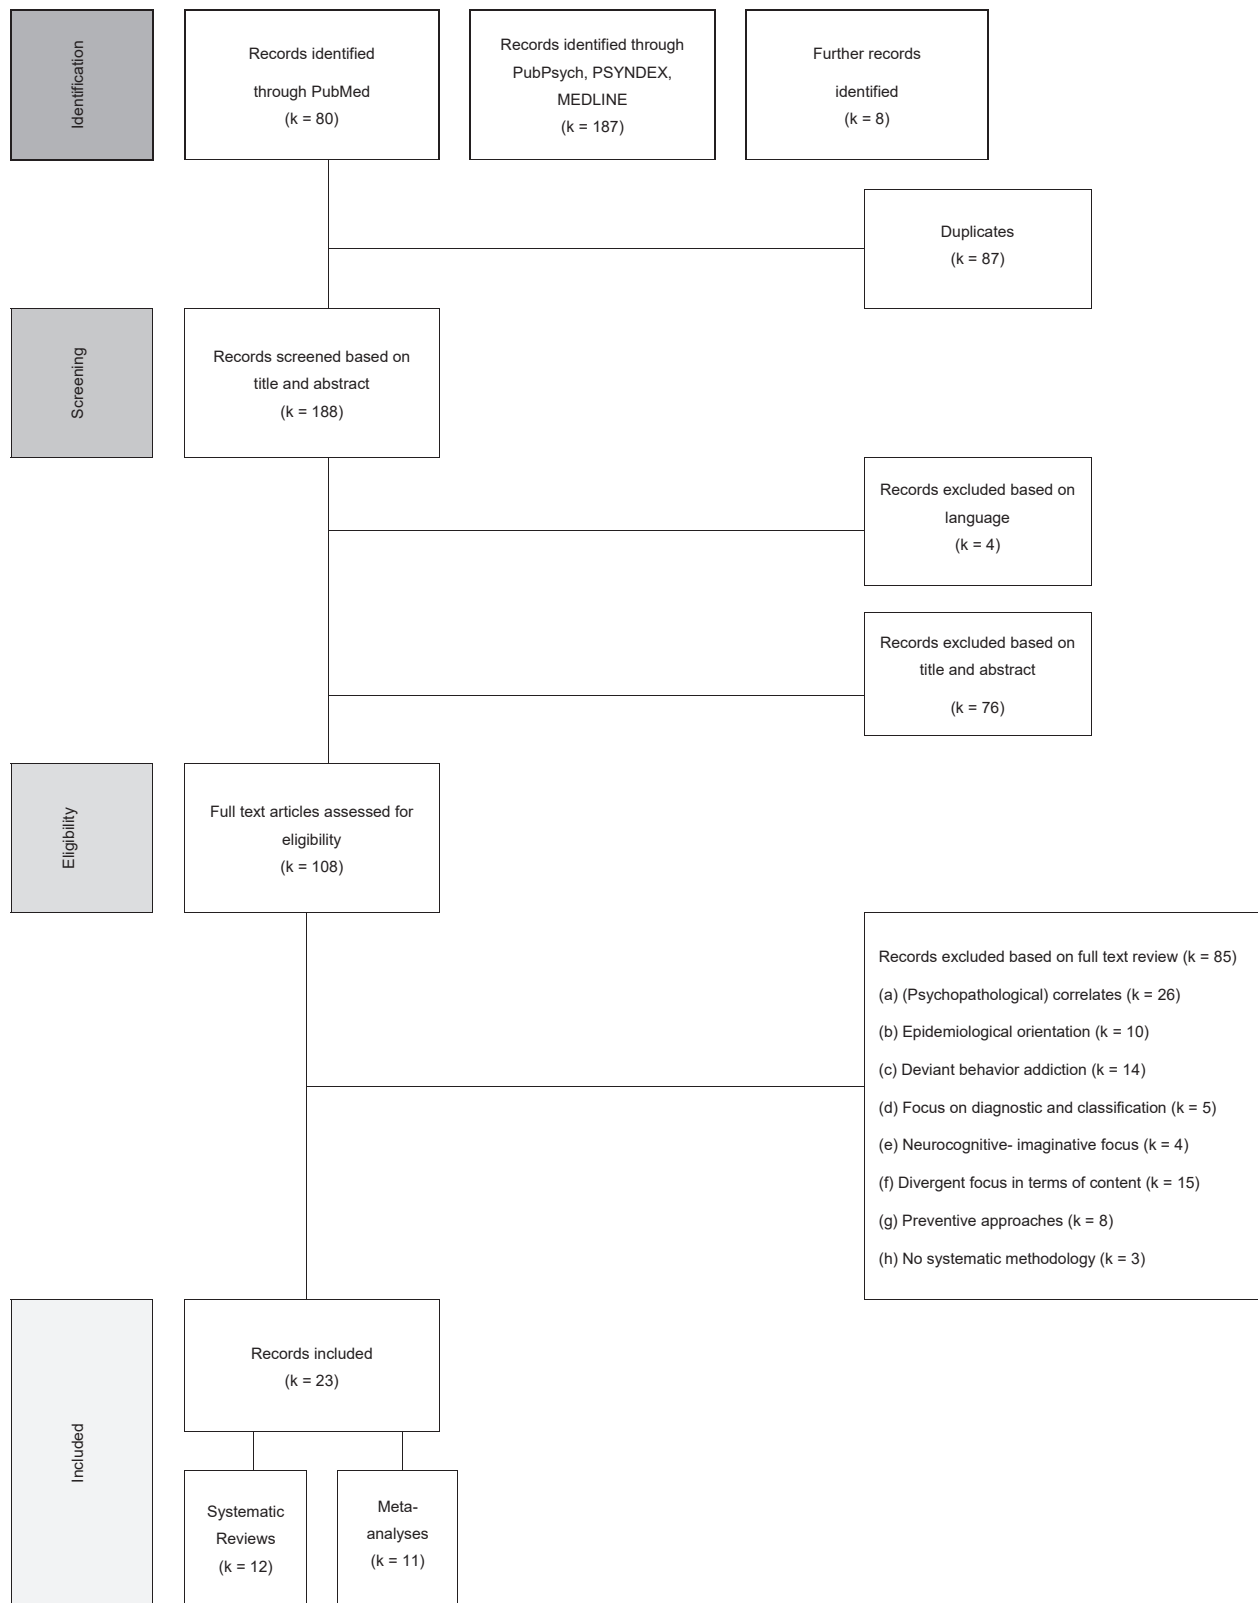 Identification
Records identified
through PubMed
(k = 80)
Records identified through
PubPsych, PSYNDEX,
MEDLINE
(k = 187)
Further records
identified
(k = 8)
Duplicates
(k = 87)
Screening
Records screened based on
title and abstract
(k = 188)
Records excluded based on
language
(k = 4)
Records excluded based on
title and abstract
(k = 76)
Eligibility
Full text articles assessed for
eligibility
(k = 108)
Records excluded based on full text review (k = 85)
(a) (Psychopathological) correlates (k = 26)
(b) Epidemiological orientation (k = 10)
(c) Deviant behavior addiction (k = 14)
(d) Focus on diagnostic and classification (k = 5)
(e) Neurocognitive- imaginative focus (k = 4)
(f) Divergent focus in terms of content (k = 15)
(g) Preventive approaches (k = 8)
(h) No systematic methodology (k = 3)
Included
Records included
(k = 23)
Systematic
Reviews
(k = 12)
Meta-
analyses
(k = 11)